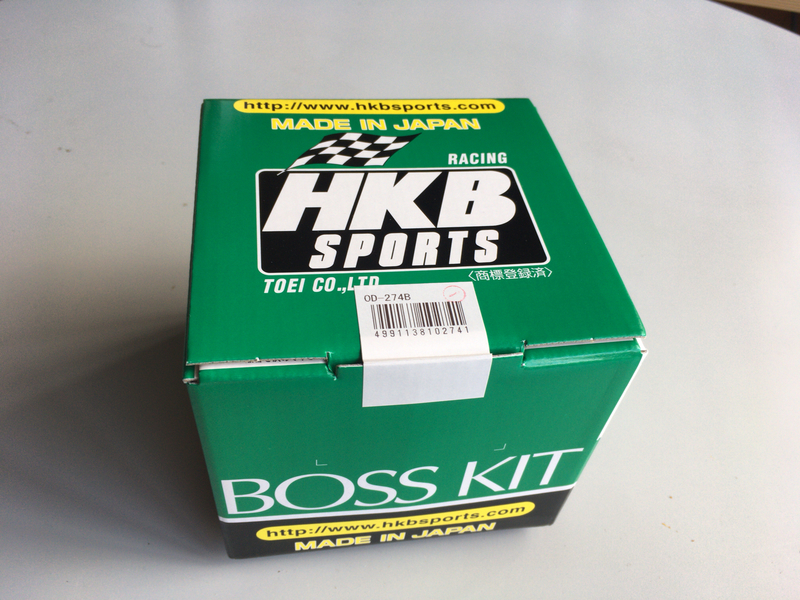 http://www.hkbsports.com
MADE IN JAPAN
RACING
HKB
SPORTS
TOEI CO.,LTD
〈商標登録済〉
OD-274B
4991138102741
BOSS KIT
http://www.hkbsports.com
MADE IN JAPAN